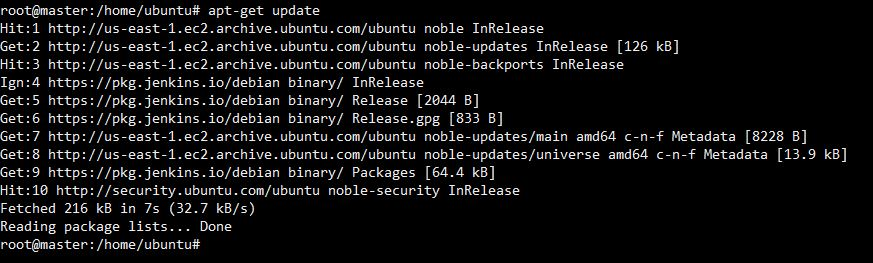 root@master:/home/ubuntu# apt-get update
Hit:1 http://us-east-1.ec2.archive.ubuntu.com/ubuntu noble InRelease
Get:2 http://us-east-1.ec2.archive.ubuntu.com/ubuntu noble-updates InRelease [126 kB]
Hit:3 http://us-east-1.ec2.archive.ubuntu.com/ubuntu noble-backports InRelease
Ign:4 https://pkg.jenkins.io/debian binary/ InRelease
Get:5 https://pkg.jenkins.io/debian binary/ Release [2044 B]
Get:6 https://pkg.jenkins.io/debian binary/ Release.gpg [833 B]
Get:7 http://us-east-1.ec2.archive.ubuntu.com/ubuntu noble-updates/main amd64 c-n-f Metadata [8228 B]
Get:8 http://us-east-1.ec2.archive.ubuntu.com/ubuntu noble-updates/universe amd64 c-n-f Metadata [13.9 kB]
Get:9 https://pkg.jenkins.io/debian binary/ Packages [64.4 kB]
Hit:10 http://security.ubuntu.com/ubuntu noble-security InRelease
Fetched 216 kB in 7s (32.7 kB/s)
Reading package lists... Done
root@master:/home/ubuntu#